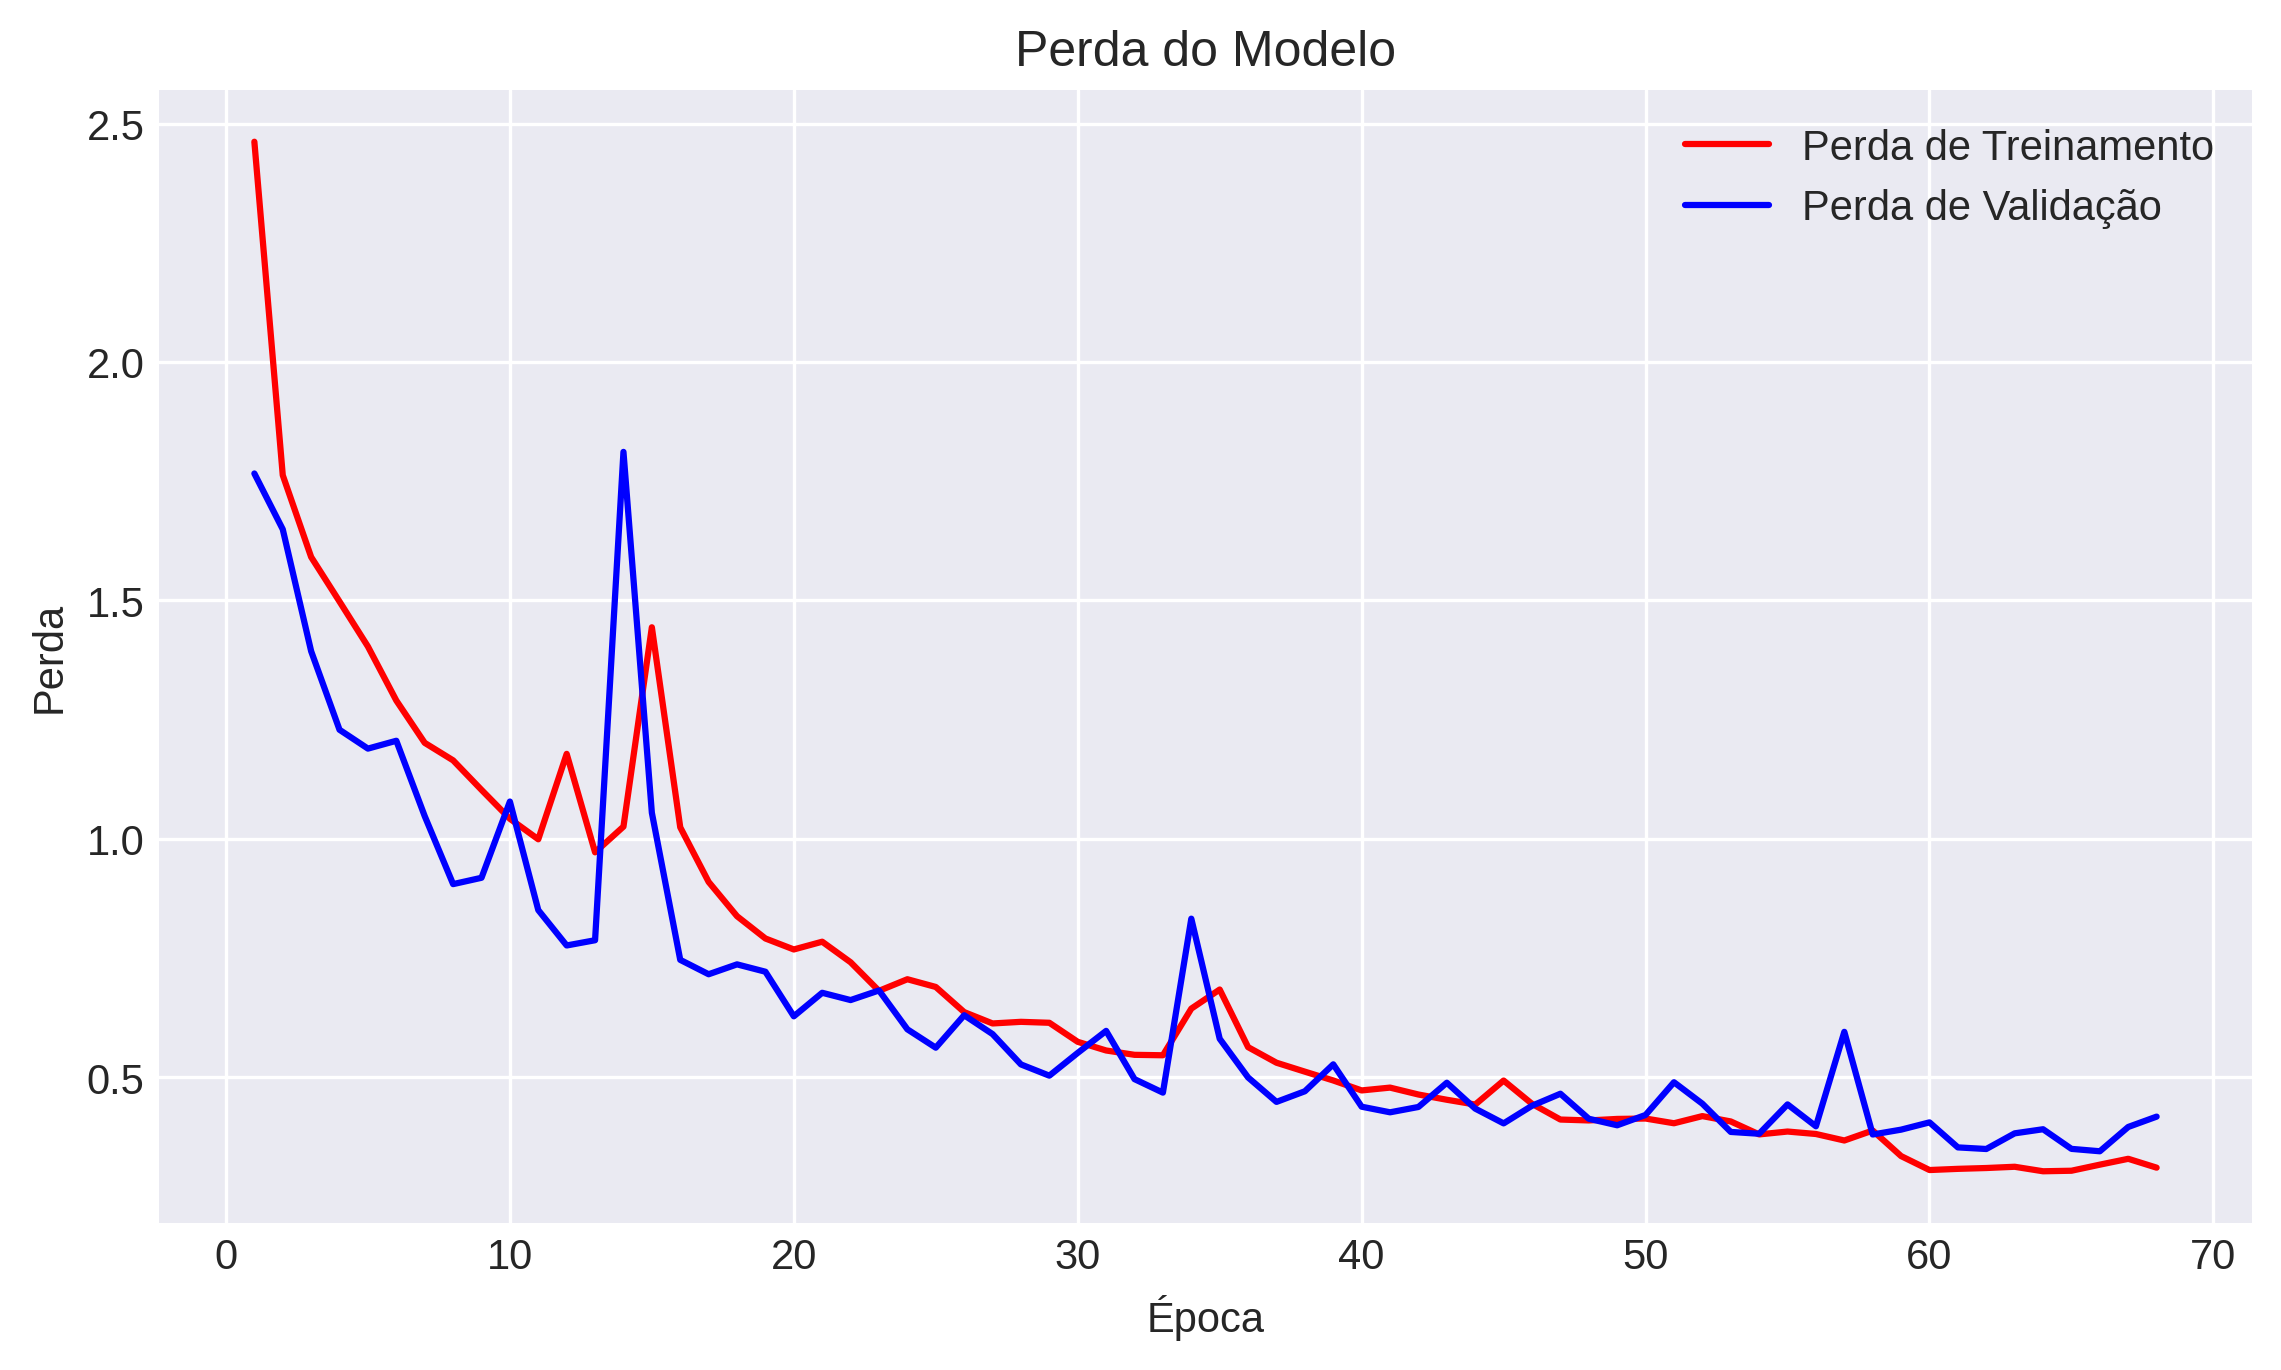 Perda do Modelo
2.5
2.0
1.5
1.0
0.5
Perda
Perda de Treinamento
Perda de Validação
0 10 20 30 40 50 60 70
Época